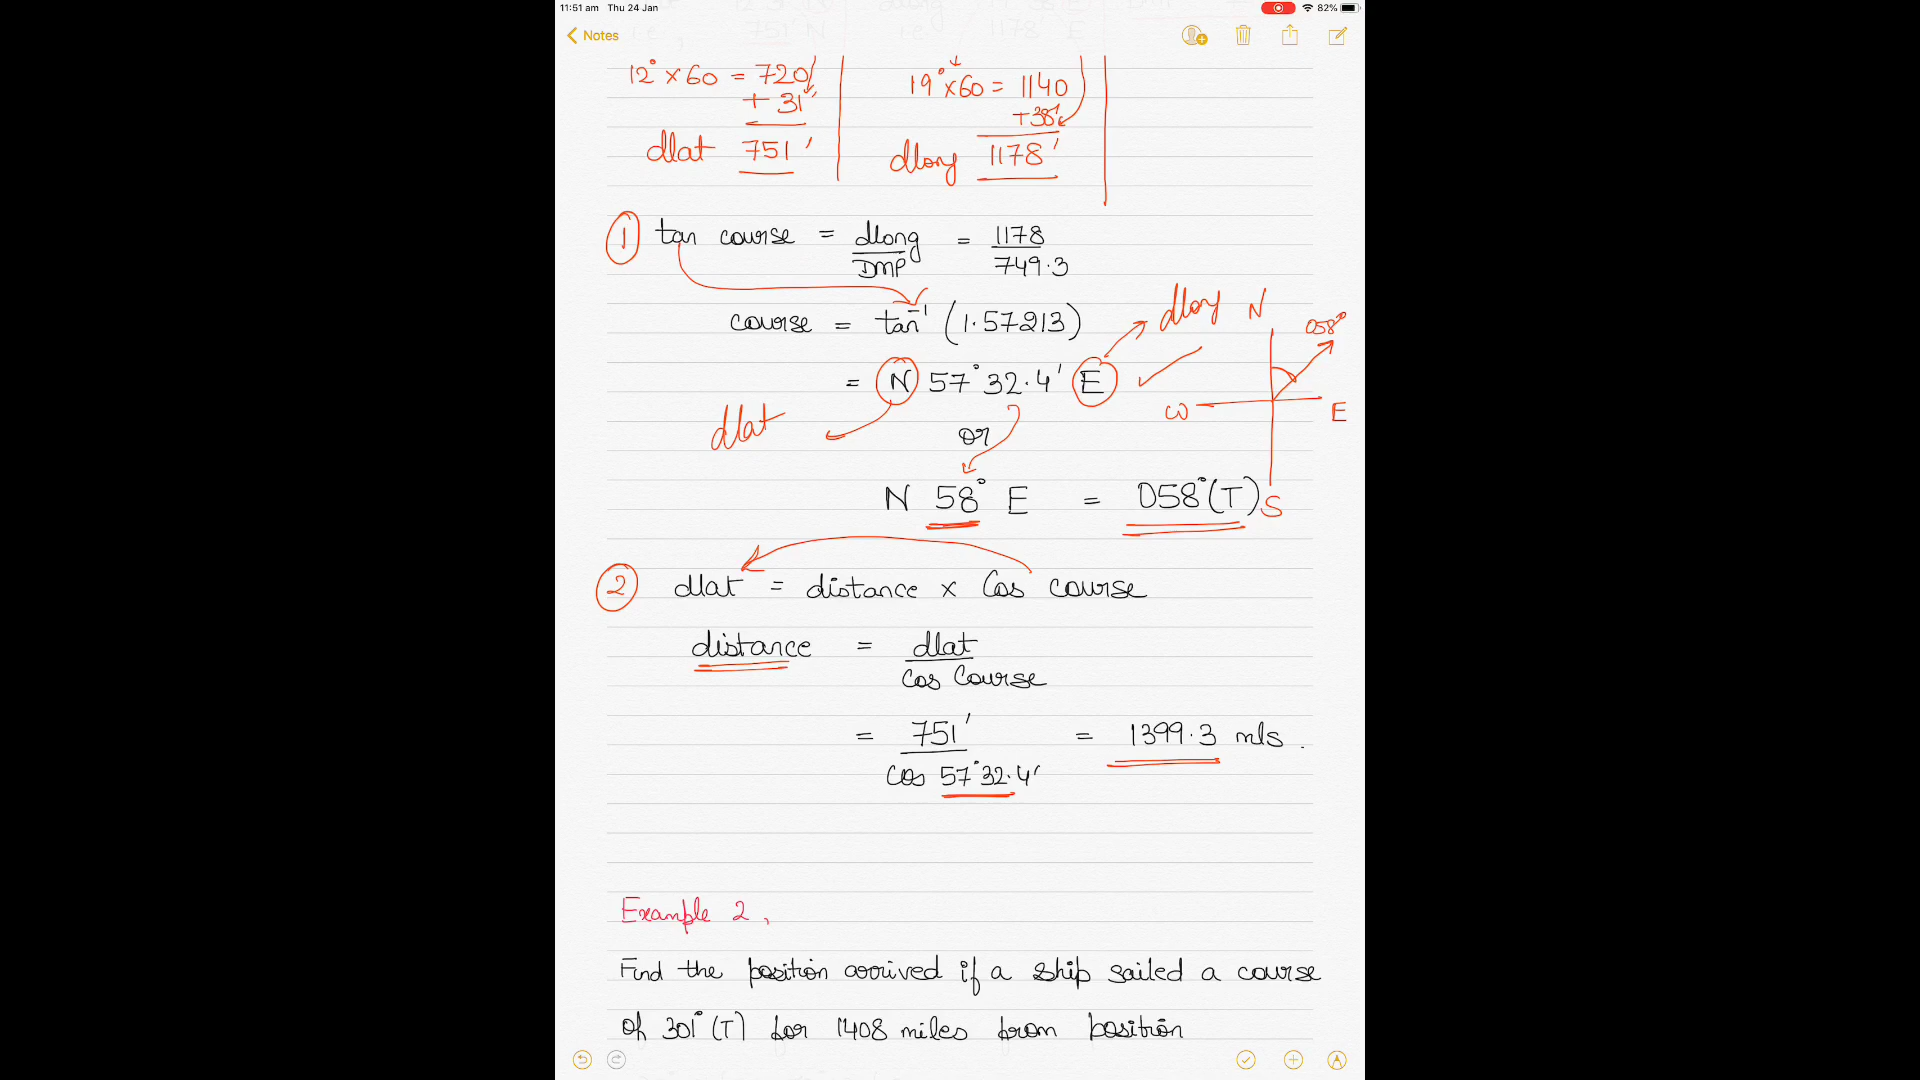 11:51 am Thu 24 Jan
82%
Notes
751' N 1178' E
12° × 60 = 720'
+ 31'
dlat 751'
19° × 60 = 1140
+38'
dlong 1178'
1 tan course = dlong / DMP = 1178 / 749.3
course = tan⁻¹ (1.57213)
dlong
N
058°
= N 57° 32.4' E
W E
dlat
or
N 58° E = 058° (T)
S
2 dlat = distance × Cos course
distance = dlat / Cos Course
= 751' / Cos 57° 32.4' = 1399.3 mls .
Example 2,
Find the position arrived if a ship sailed a course
of 301° (T) for 1408 miles from position